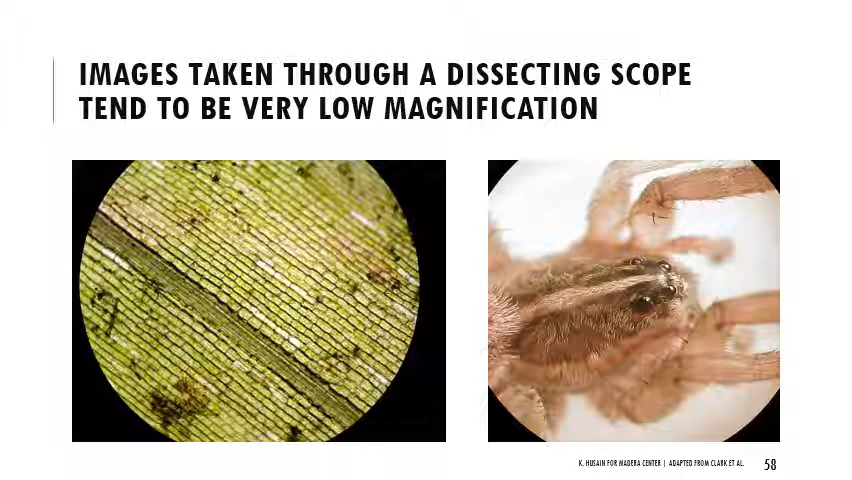 IMAGES TAKEN THROUGH A DISSECTING SCOPE
TEND TO BE VERY LOW MAGNIFICATION
K. HUSAIN FOR MADERA CENTER | ADAPTED FROM CLARK ET AL.
58